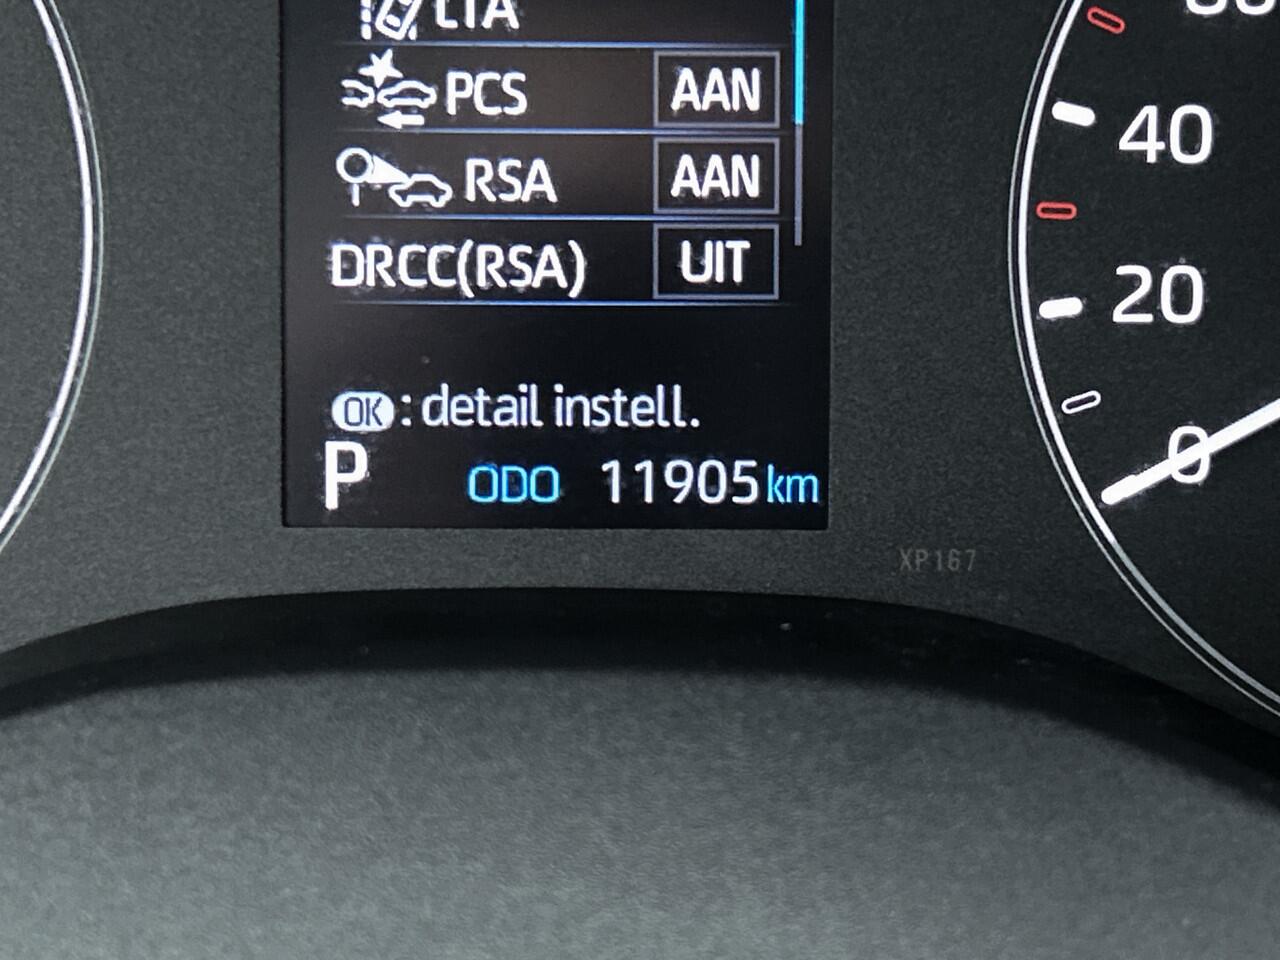 LTA
PCS AAN
RSA AAN
DRCC(RSA) UIT
OK : detail instell.
P ODO 11905 km
XP167
40
20
0